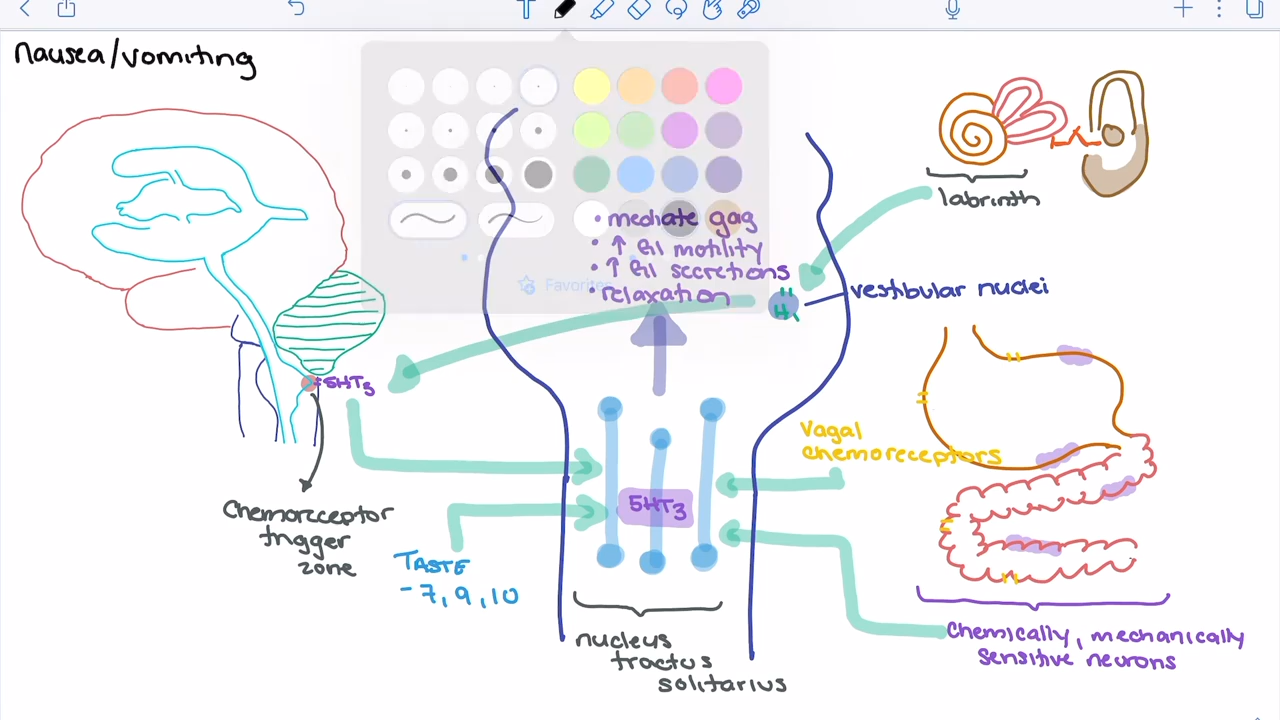 nausea/vomiting
labrinth
• mediate gag
• ↑ GI motility
• ↑ GI secretions
• relaxation
Favorites
vestibular nuclei
5HT3
vagal
chemoreceptors
5HT3
chemoreceptor
trigger
zone
TASTE
- 7, 9, 10
nucleus
tractus
solitarius
chemically, mechanically
sensitive neurons